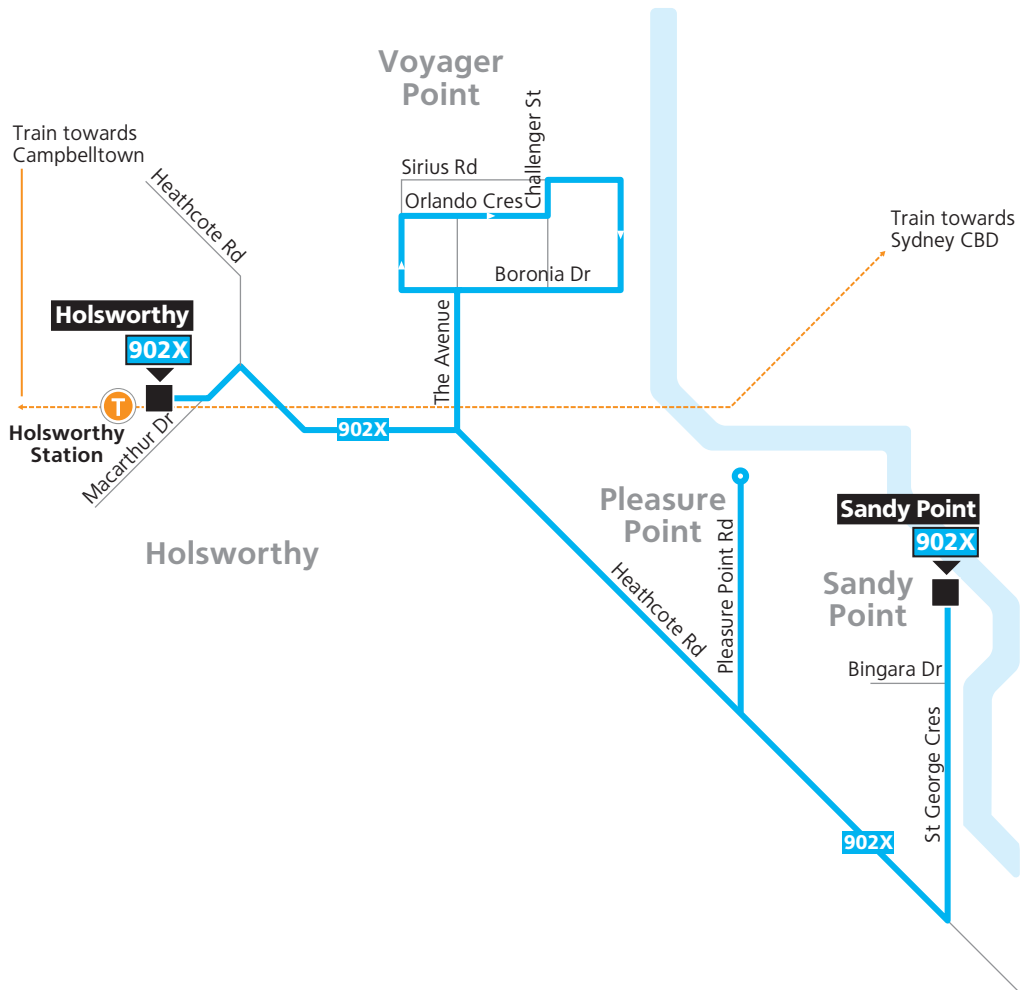 Voyager
Point
Challenger St
Train towards
Campbelltown
Heathcote Rd
Sirius Rd
Orlando Cres
Train towards
Sydney CBD
Boronia Dr
Holsworthy
902X
The Avenue
T
Holsworthy
Station
Macarthur Dr
902X
Pleasure
Point
Pleasure Point Rd
Sandy Point
902X
Holsworthy
Heathcote Rd
Sandy
Point
Bingara Dr
St George Cres
902X